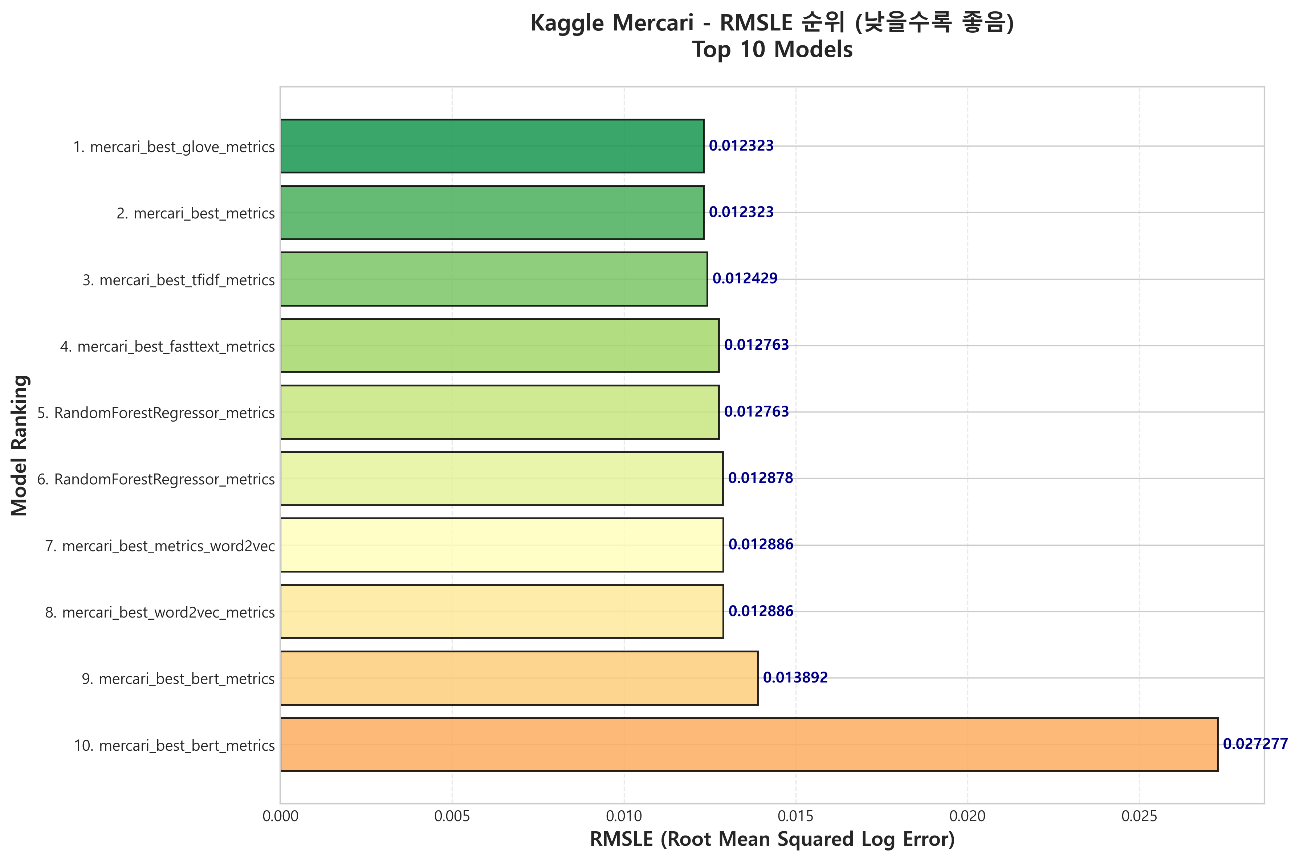 Kaggle Mercari - RMSLE 순위 (낮을수록 좋음)
Top 10 Models
Model Ranking
1. mercari_best_glove_metrics
0.012323
2. mercari_best_metrics
0.012323
3. mercari_best_tfidf_metrics
0.012429
4. mercari_best_fasttext_metrics
0.012763
5. RandomForestRegressor_metrics
0.012763
6. RandomForestRegressor_metrics
0.012878
7. mercari_best_metrics_word2vec
0.012886
8. mercari_best_word2vec_metrics
0.012886
9. mercari_best_bert_metrics
0.013892
10. mercari_best_bert_metrics
0.027277
0.000 0.005 0.010 0.015 0.020 0.025
RMSLE (Root Mean Squared Log Error)